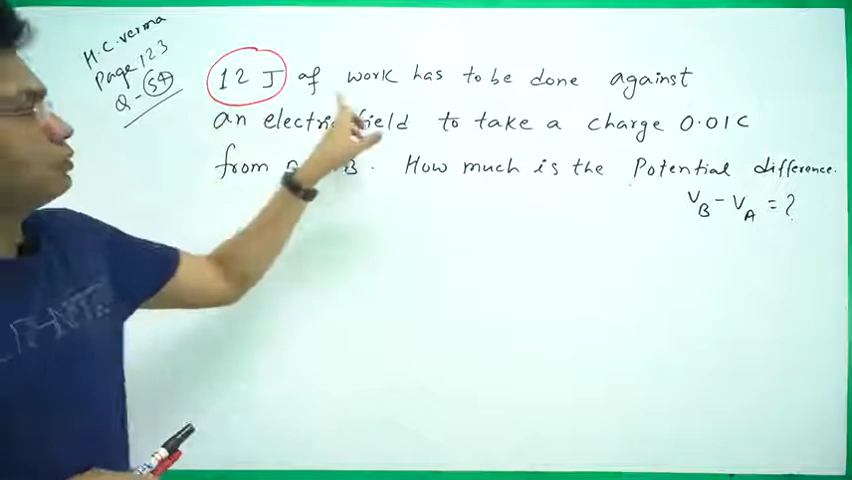 H.C.verma
Page 123
Q - 54
12 J of work has to be done against
an electric field to take a charge 0.01C
from B. How much is the Potential difference.
VB - VA = ?